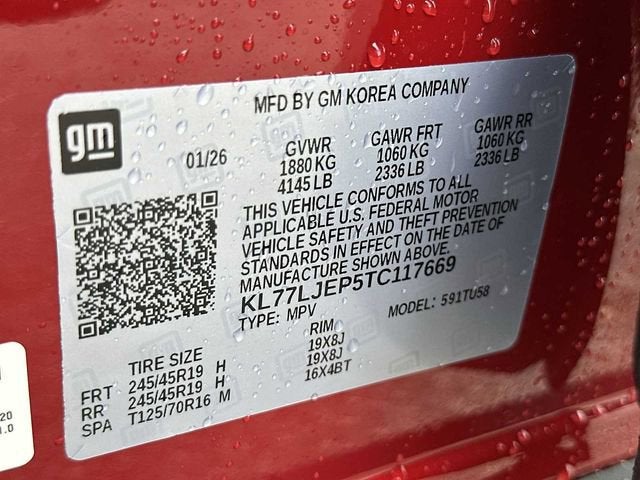 MFD BY GM KOREA COMPANY
gm
01/26
GVWR GAWR FRT GAWR RR
1880 KG 1060 KG 1060 KG
4145 LB 2336 LB 2336 LB
THIS VEHICLE CONFORMS TO ALL
APPLICABLE U.S. FEDERAL MOTOR
VEHICLE SAFETY AND THEFT PREVENTION
STANDARDS IN EFFECT ON THE DATE OF
MANUFACTURE SHOWN ABOVE.
KL77LJEP5TC117669
TYPE: MPV MODEL: 591TU58
TIRE SIZE RIM
FRT 245/45R19 H 19X8J
RR 245/45R19 H 19X8J
SPA T125/70R16 M 16X4BT